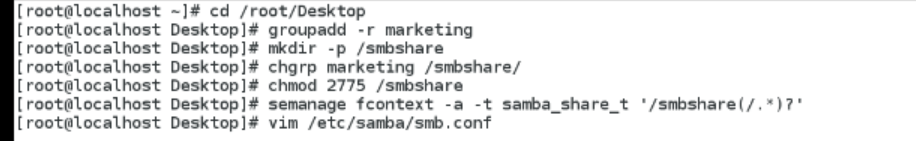 [root@localhost ~]# cd /root/Desktop
[root@localhost Desktop]# groupadd -r marketing
[root@localhost Desktop]# mkdir -p /smbshare
[root@localhost Desktop]# chgrp marketing /smbshare/
[root@localhost Desktop]# chmod 2775 /smbshare
[root@localhost Desktop]# semanage fcontext -a -t samba_share_t '/smbshare(/.*)?'
[root@localhost Desktop]# vim /etc/samba/smb.conf